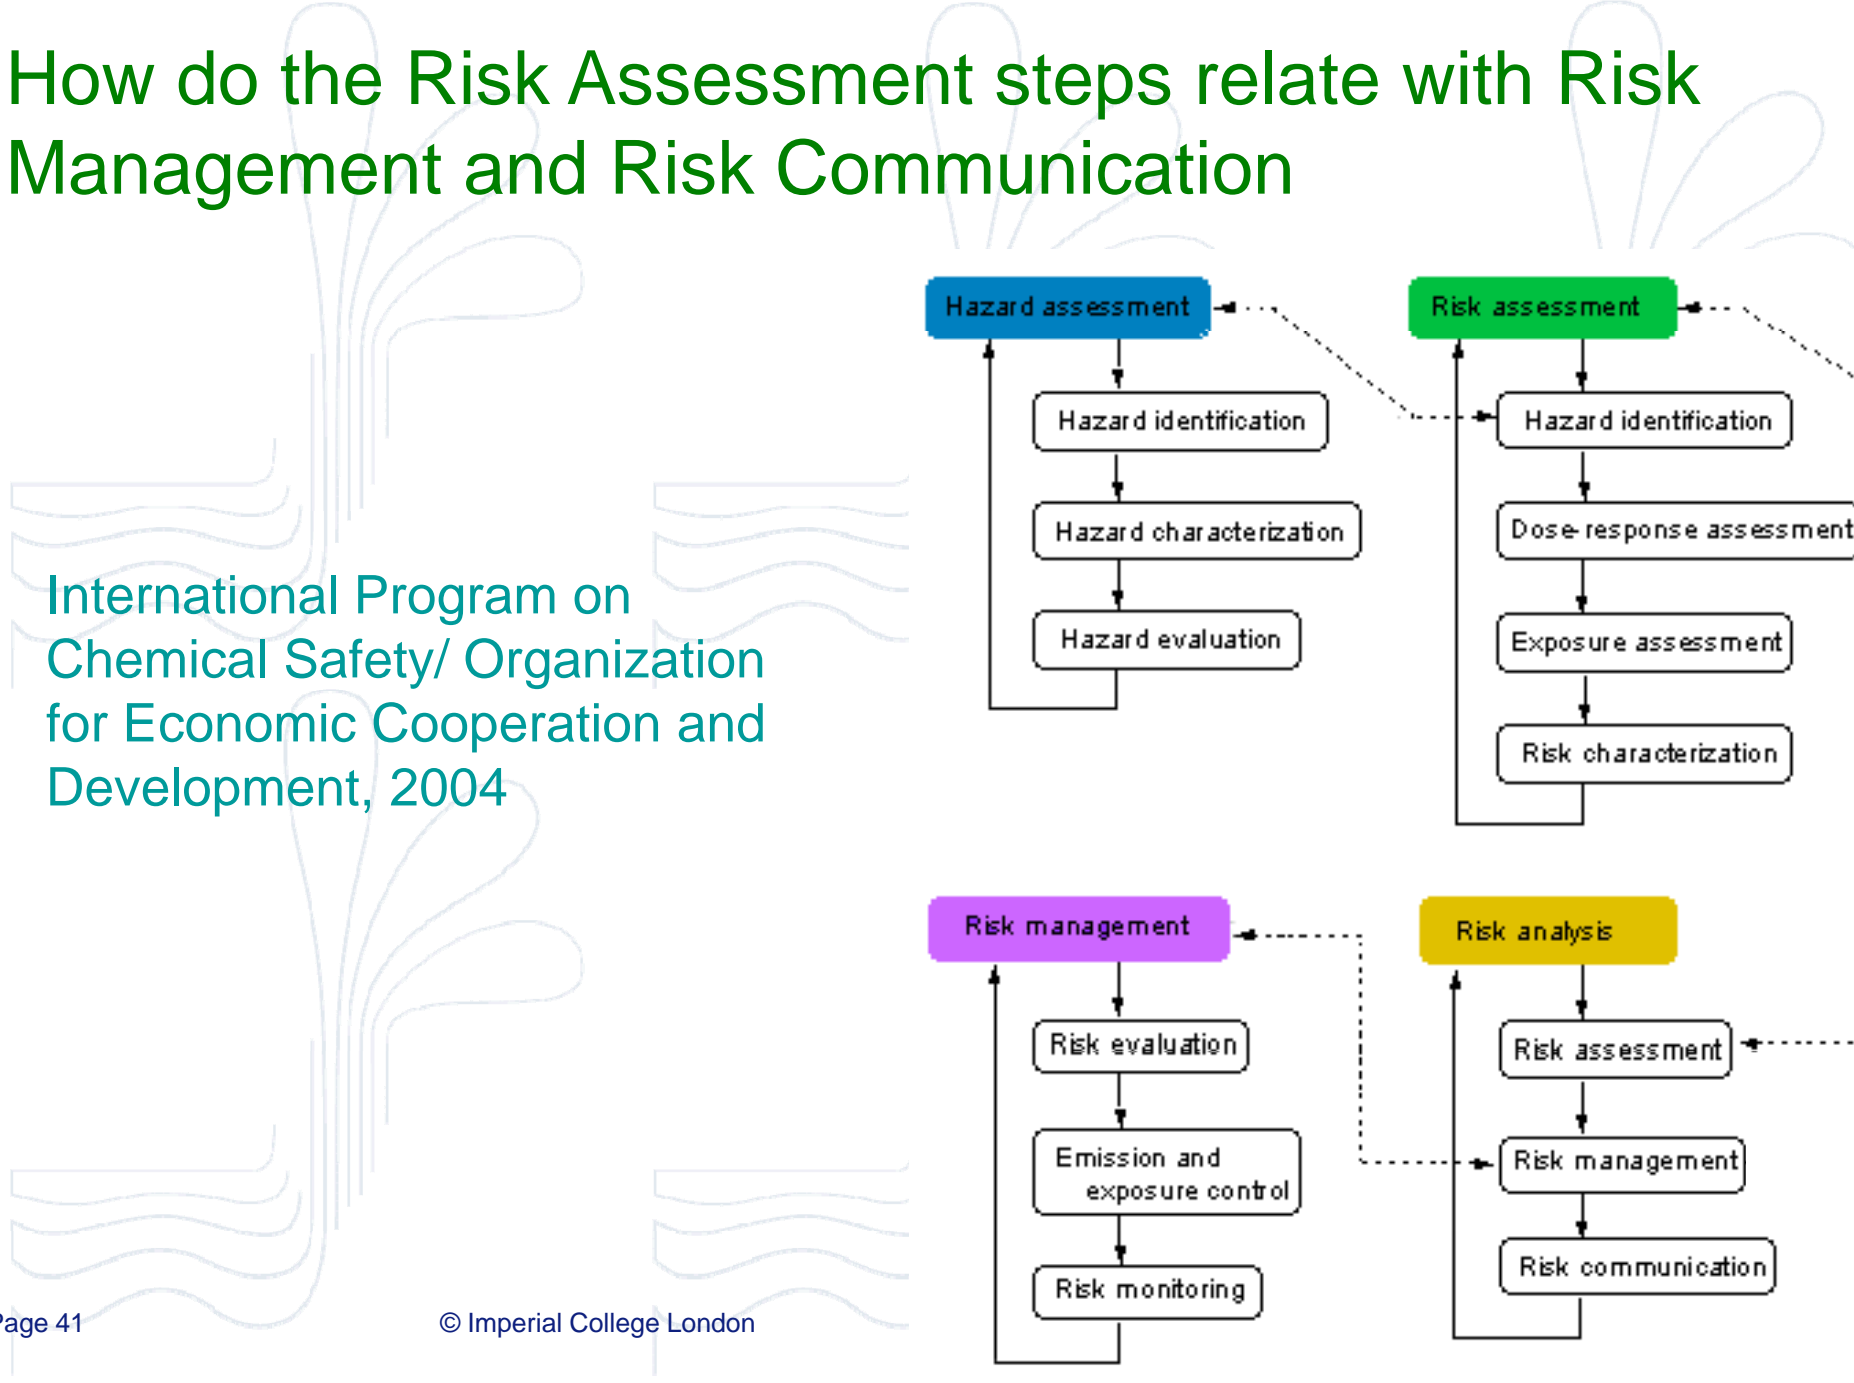 How do the Risk Assessment steps relate with Risk
Management and Risk Communication
International Program on
Chemical Safety/ Organization
for Economic Cooperation and
Development, 2004
Hazard assessment
Hazard identification
Hazard characterization
Hazard evaluation
Risk assessment
Hazard identification
Dose-response assessment
Exposure assessment
Risk characterization
Risk management
Risk evaluation
Emission and
exposure control
Risk monitoring
Risk analysis
Risk assessment
Risk management
Risk communication
Page 41
© Imperial College London